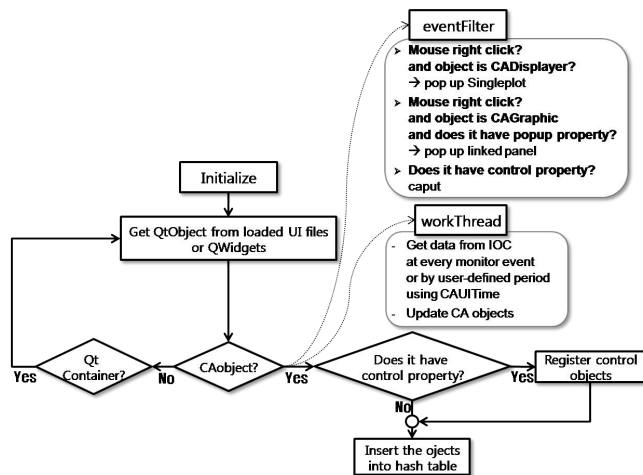 eventFilter
➤ Mouse right click?
and object is CADisplayer?
→ pop up Singleplot
➤ Mouse right click?
and object is CAGraphic
and does it have popup property?
→ pop up linked panel
➤ Does it have control property?
caput
Initialize
Get QtObject from loaded UI files
or QWidgets
workThread
- Get data from IOC
at every monitor event
or by user-defined period
using CAUITime
- Update CA objects
Qt
Container?
Yes
No
CAobject?
Yes
Does it have
control property?
Yes
Register control
objects
No
Insert the ojects
into hash table